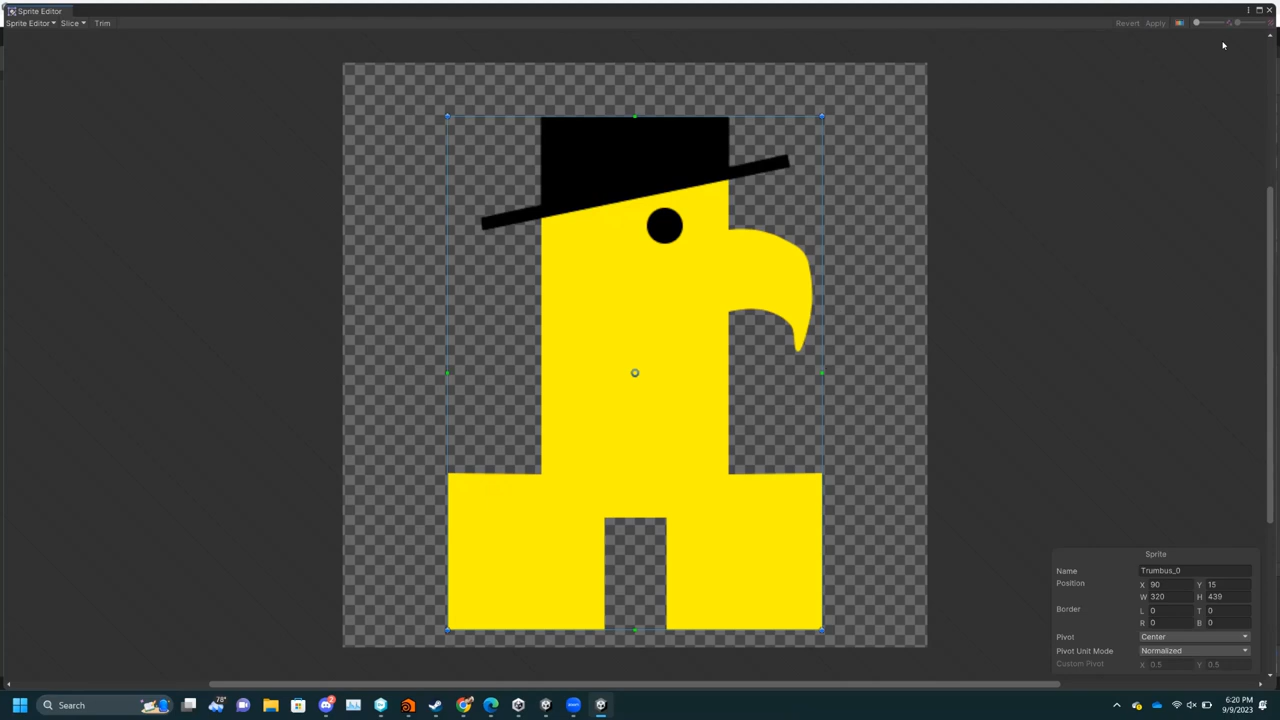 Sprite Editor
Sprite Editor Slice Trim Revert Apply
Sprite
Name Trumbus_0
Position X 90 Y 15
W 320 H 439
Border L 0 T 0
R 0 B 0
Pivot Center
Pivot Unit Mode Normalized
Custom Pivot X 0.5 Y 0.5
Search 78° 6:20 PM
9/9/2023